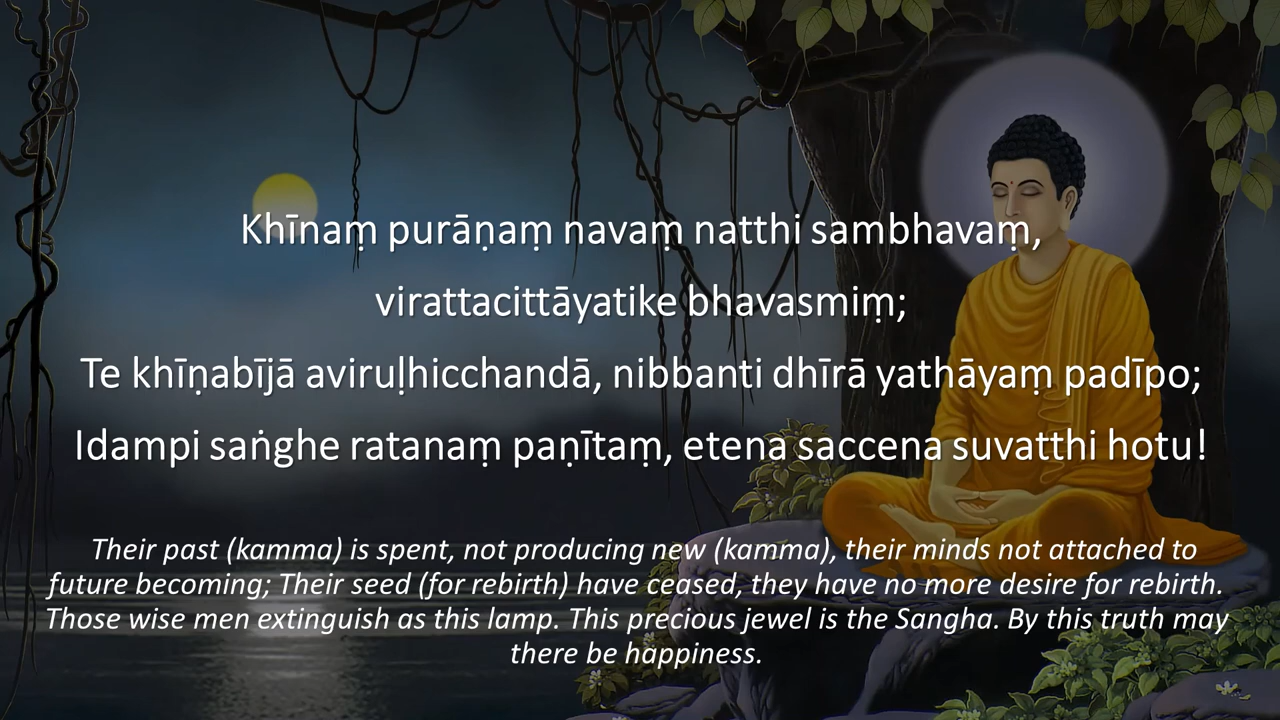 Khīnaṃ purāṇaṃ navaṃ natthi sambhavaṃ,
virattacittāyatike bhavasmiṃ;
Te khīṇabījā aviruḷhicchandā, nibbanti dhīrā yathāyaṃ padīpo;
Idampi saṅghe ratanaṃ paṇītaṃ, etena saccena suvatthi hotu!
Their past (kamma) is spent, not producing new (kamma), their minds not attached to
future becoming; Their seed (for rebirth) have ceased, they have no more desire for rebirth.
Those wise men extinguish as this lamp. This precious jewel is the Sangha. By this truth may
there be happiness.